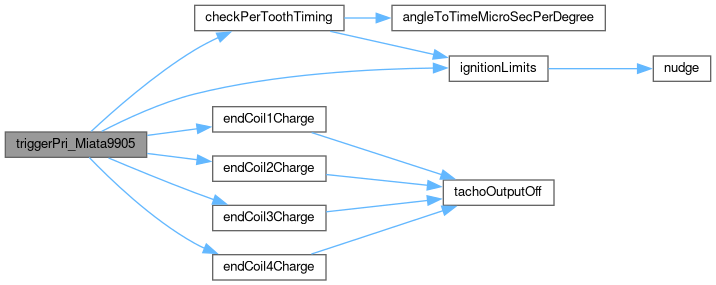 checkPerToothTiming
angleToTimeMicroSecPerDegree
ignitionLimits
nudge
endCoil1Charge
triggerPri_Miata9905
endCoil2Charge
tachoOutputOff
endCoil3Charge
endCoil4Charge